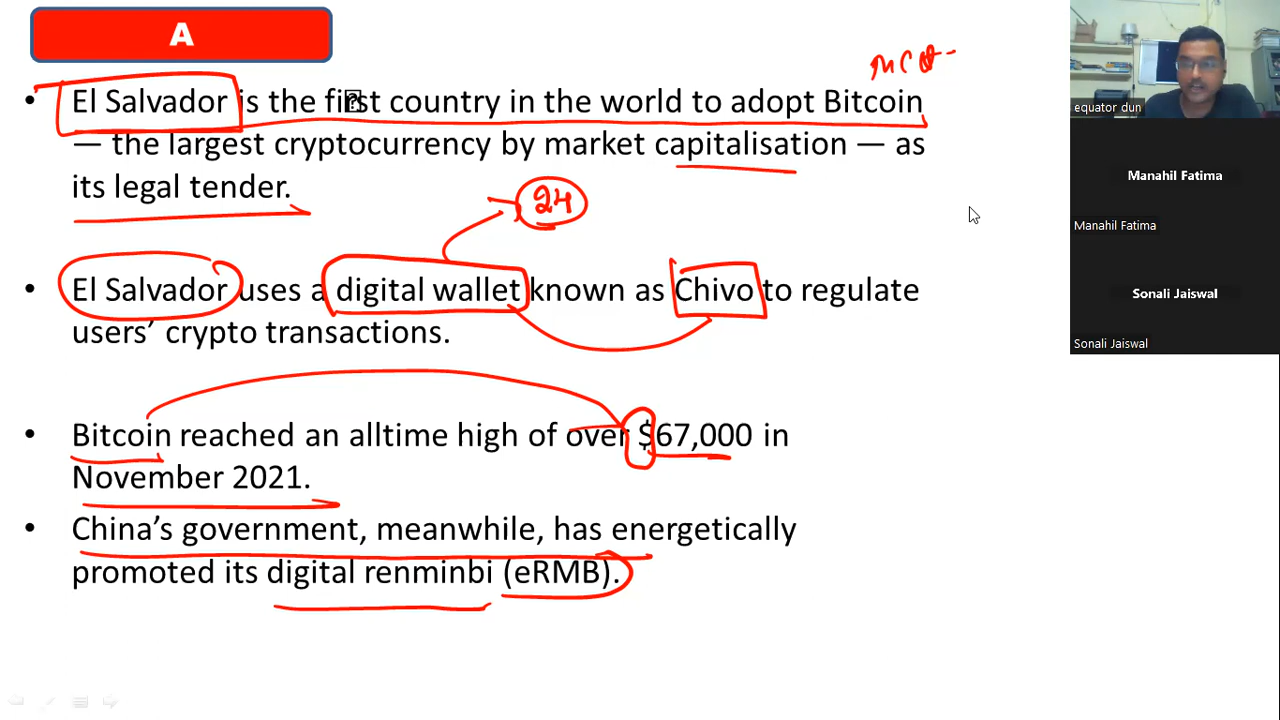 A
MCQ
• El Salvador is the first country in the world to adopt Bitcoin
— the largest cryptocurrency by market capitalisation — as
its legal tender.
24
• El Salvador uses a digital wallet known as Chivo to regulate
users’ crypto transactions.
• Bitcoin reached an alltime high of over $67,000 in
November 2021.
• China’s government, meanwhile, has energetically
promoted its digital renminbi (eRMB).
equator dun
Manahil Fatima
Manahil Fatima
Sonali Jaiswal
Sonali Jaiswal